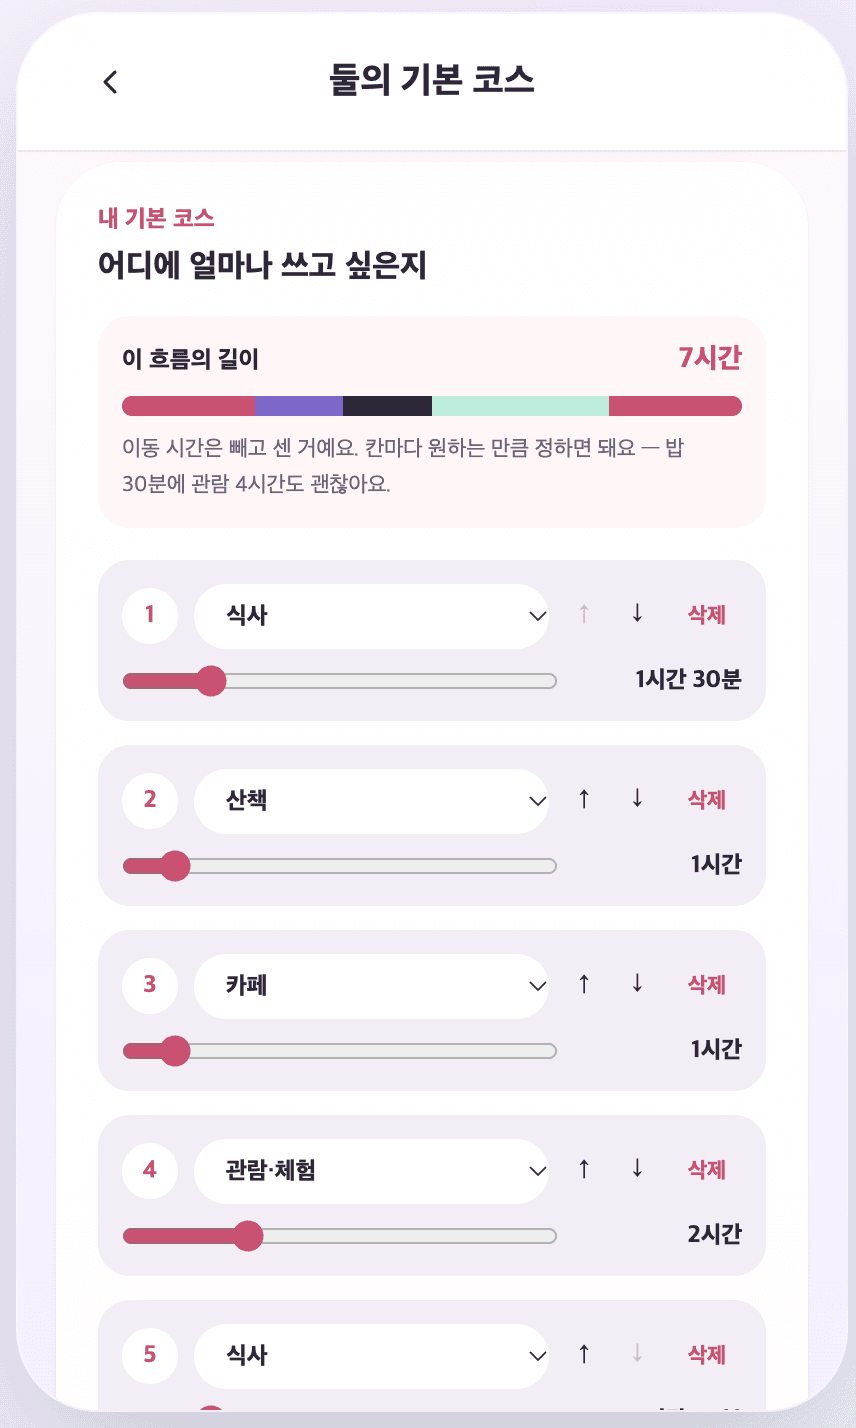 둘의 기본 코스
내 기본 코스
어디에 얼마나 쓰고 싶은지
이 흐름의 길이 7시간
이동 시간은 빼고 센 거예요. 칸마다 원하는 만큼 정하면 돼요 — 밥
30분에 관람 4시간도 괜찮아요.
1 식사 ↑ ↓ 삭제
1시간 30분
2 산책 ↑ ↓ 삭제
1시간
3 카페 ↑ ↓ 삭제
1시간
4 관람·체험 ↑ ↓ 삭제
2시간
5 식사 ↑ ↓ 삭제